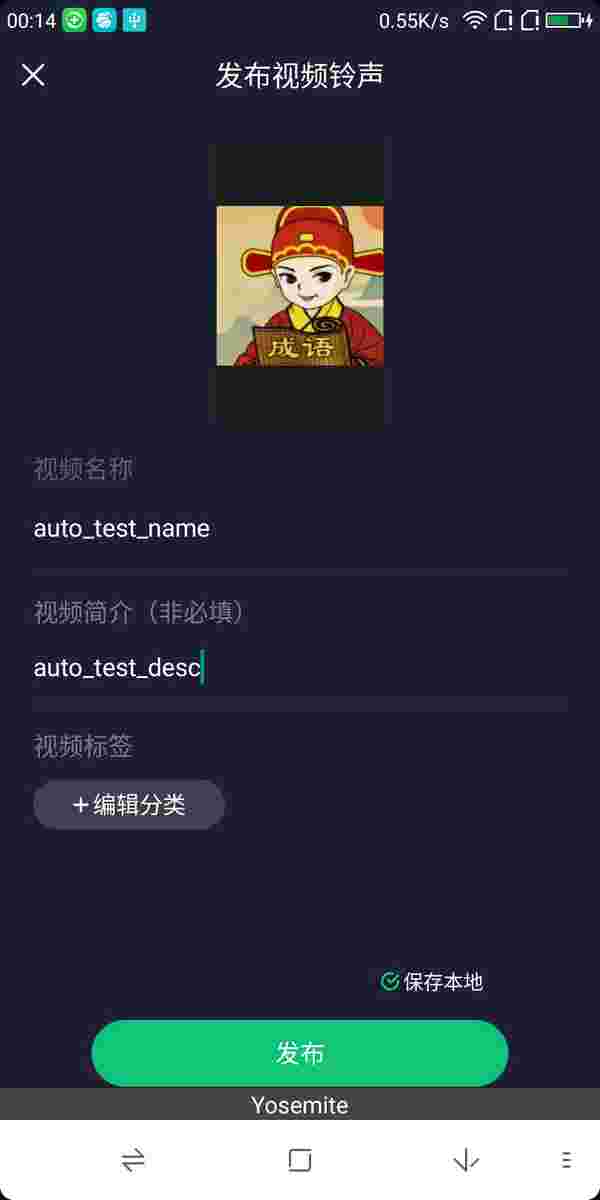 00:14
0.55K/s
发布视频铃声
成语
视频名称
auto_test_name
视频简介（非必填）
auto_test_desc
视频标签
+编辑分类
保存本地
发布
Yosemite